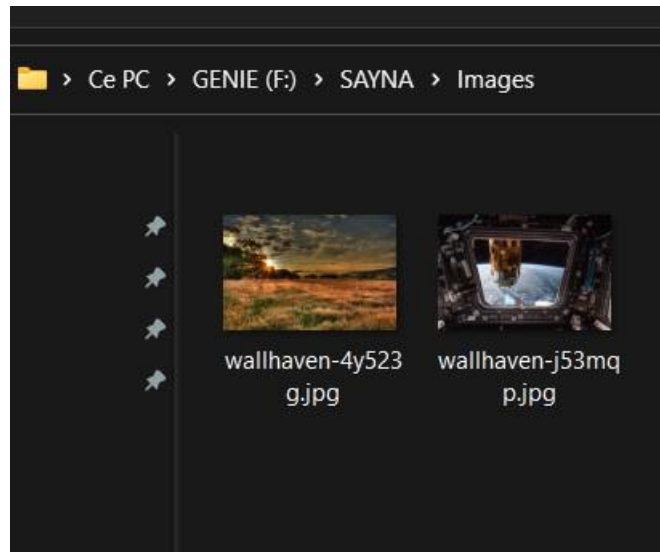 Ce PC > GENIE (F:) > SAYNA > Images
wallhaven-4y523
g.jpg
wallhaven-j53mq
p.jpg